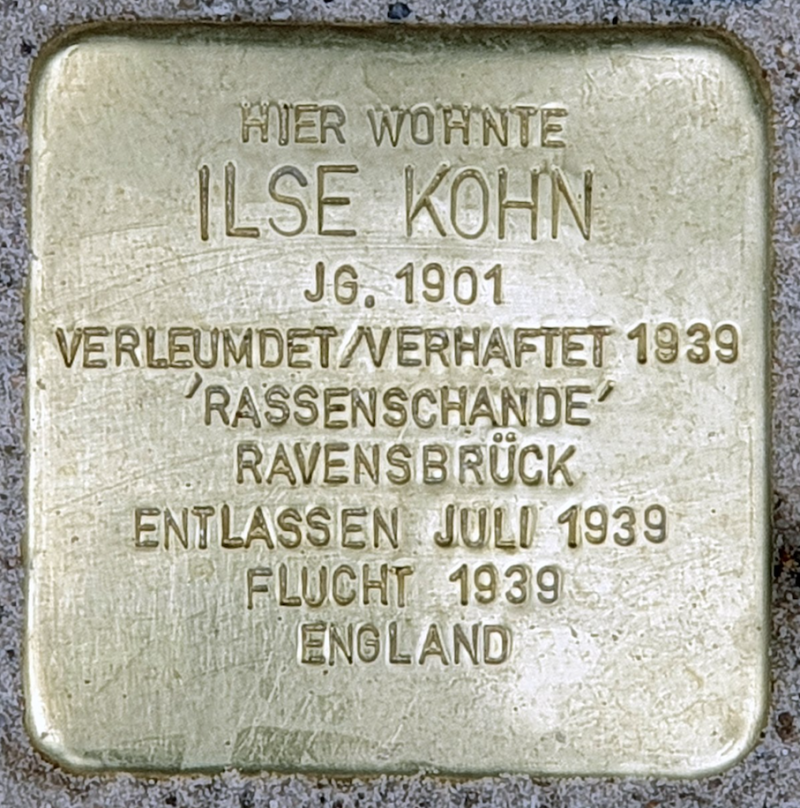 HIER WOHNTE
ILSE KOHN
JG. 1901
VERLEUMDET/VERHAFTET 1939
'RASSENSCHANDE'
RAVENSBRÜCK
ENTLASSEN JULI 1939
FLUCHT 1939
ENGLAND